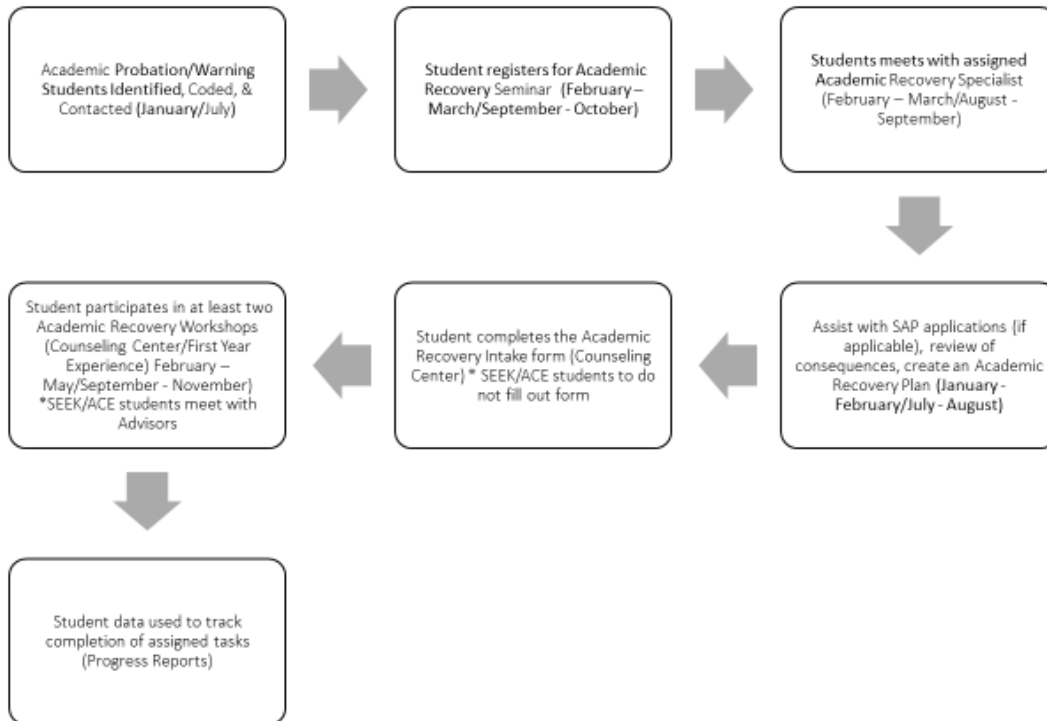 Academic Probation/Warning
Students Identified, Coded, &
Contacted (January/July)
Student registers for Academic
Recovery Seminar (February –
March/September - October)
Students meets with assigned
Academic Recovery Specialist
(February – March/August -
September)
Assist with SAP applications (if
applicable), review of
consequences, create an Academic
Recovery Plan (January -
February/July - August)
Student completes the Academic
Recovery Intake form (Counseling
Center) * SEEK/ACE students to do
not fill out form
Student participates in at least two
Academic Recovery Workshops
(Counseling Center/First Year
Experience) February –
May/September - November)
*SEEK/ACE students meet with
Advisors
Student data used to track
completion of assigned tasks
(Progress Reports)